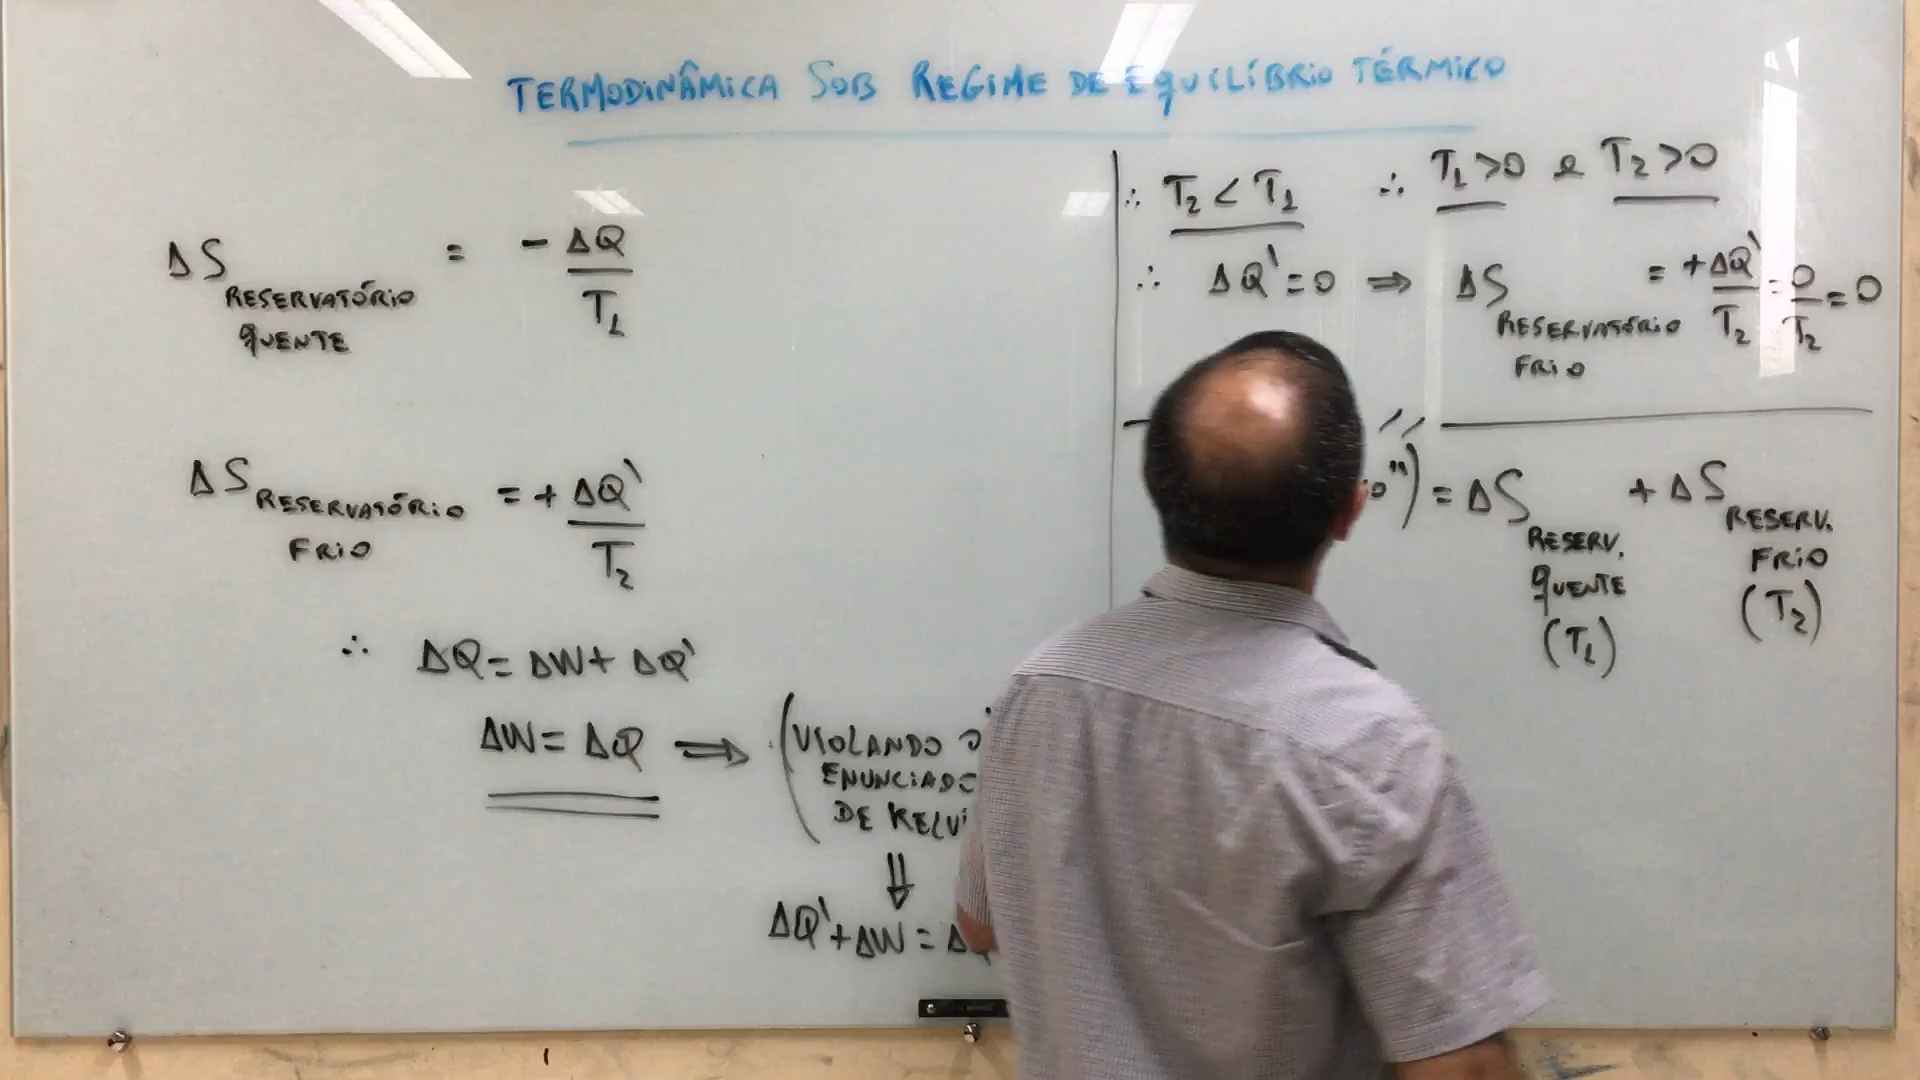 TERMODINÂMICA SOB REGIME DE EQUILÍBRIO TÉRMICO
ΔS RESERVATÓRIO QUENTE = - ΔQ / T₁
ΔS RESERVATÓRIO FRIO = + ΔQ' / T₂
∴ ΔQ = ΔW + ΔQ'
ΔW = ΔQ ⇒ (VIOLANDO O
ENUNCIADO
DE KELVI
⇓
ΔQ' + ΔW = Δ
∴ T₂ < T₁ ∴ T₁ > 0 e T₂ > 0
∴ ΔQ' = 0 ⇒ ΔS RESERVATÓRIO FRIO = + ΔQ' / T₂ = 0 / T₂ = 0
o") = ΔS RESERV. QUENTE (T₁) + ΔS RESERV. FRIO (T₂)